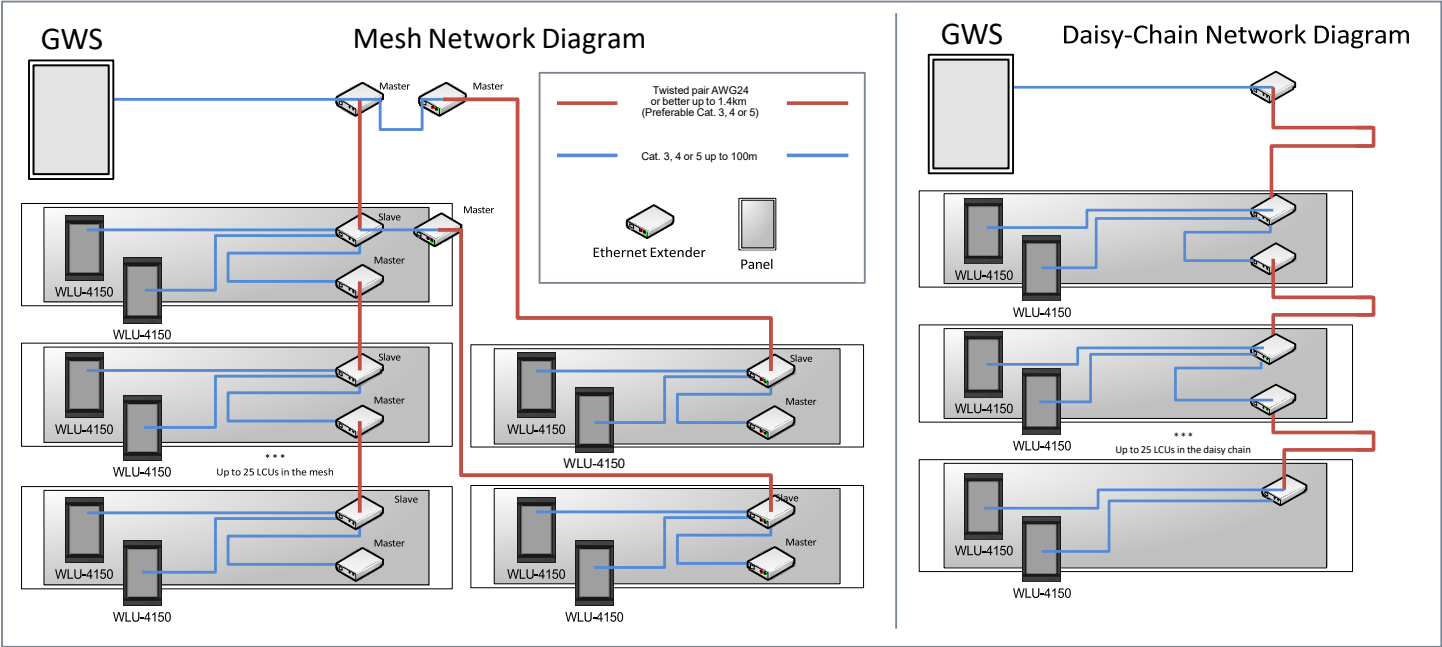 GWS
Mesh Network Diagram
Master
Master
Twisted pair AWG24
or better up to 1.4km
(Preferable Cat. 3, 4 or 5)
Cat. 3, 4 or 5 up to 100m
Ethernet Extender
Panel
Slave
Master
Master
WLU-4150
WLU-4150
Slave
Master
WLU-4150
WLU-4150
* * *
Up to 25 LCUs in the mesh
Slave
Master
WLU-4150
WLU-4150
Slave
Master
WLU-4150
WLU-4150
Slave
Master
WLU-4150
WLU-4150
GWS
Daisy-Chain Network Diagram
WLU-4150
WLU-4150
WLU-4150
WLU-4150
* * *
Up to 25 LCUs in the daisy chain
WLU-4150
WLU-4150